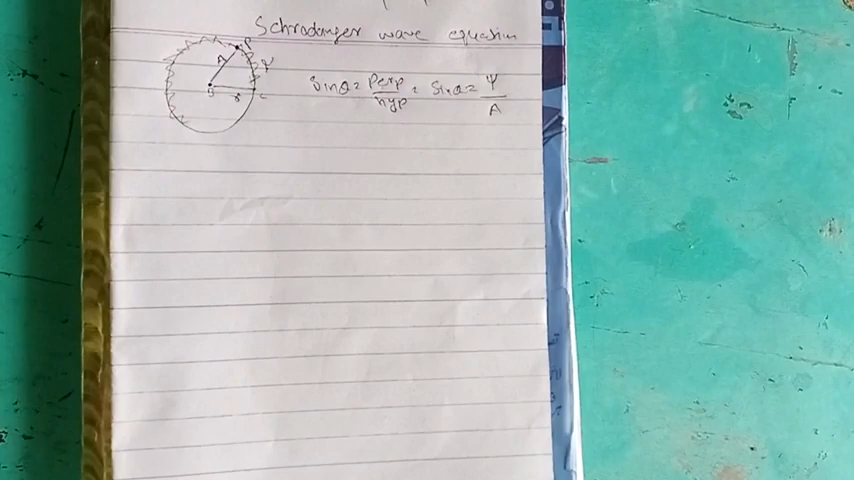 Schrodinger wave equation
P
A
ψ
B
r
C
Sinθ = Perp/hyp = Sinθ = ψ/A